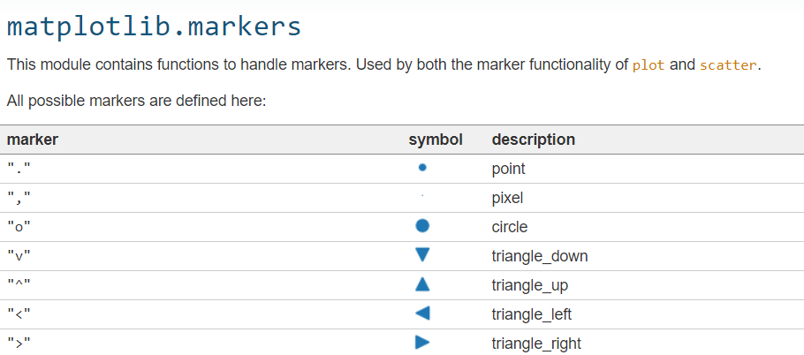 matplotlib.markers
This module contains functions to handle markers. Used by both the marker functionality of plot and scatter.
All possible markers are defined here:
marker symbol description
"." point
"," pixel
"o" circle
"v" triangle_down
"^" triangle_up
"<" triangle_left
">" triangle_right